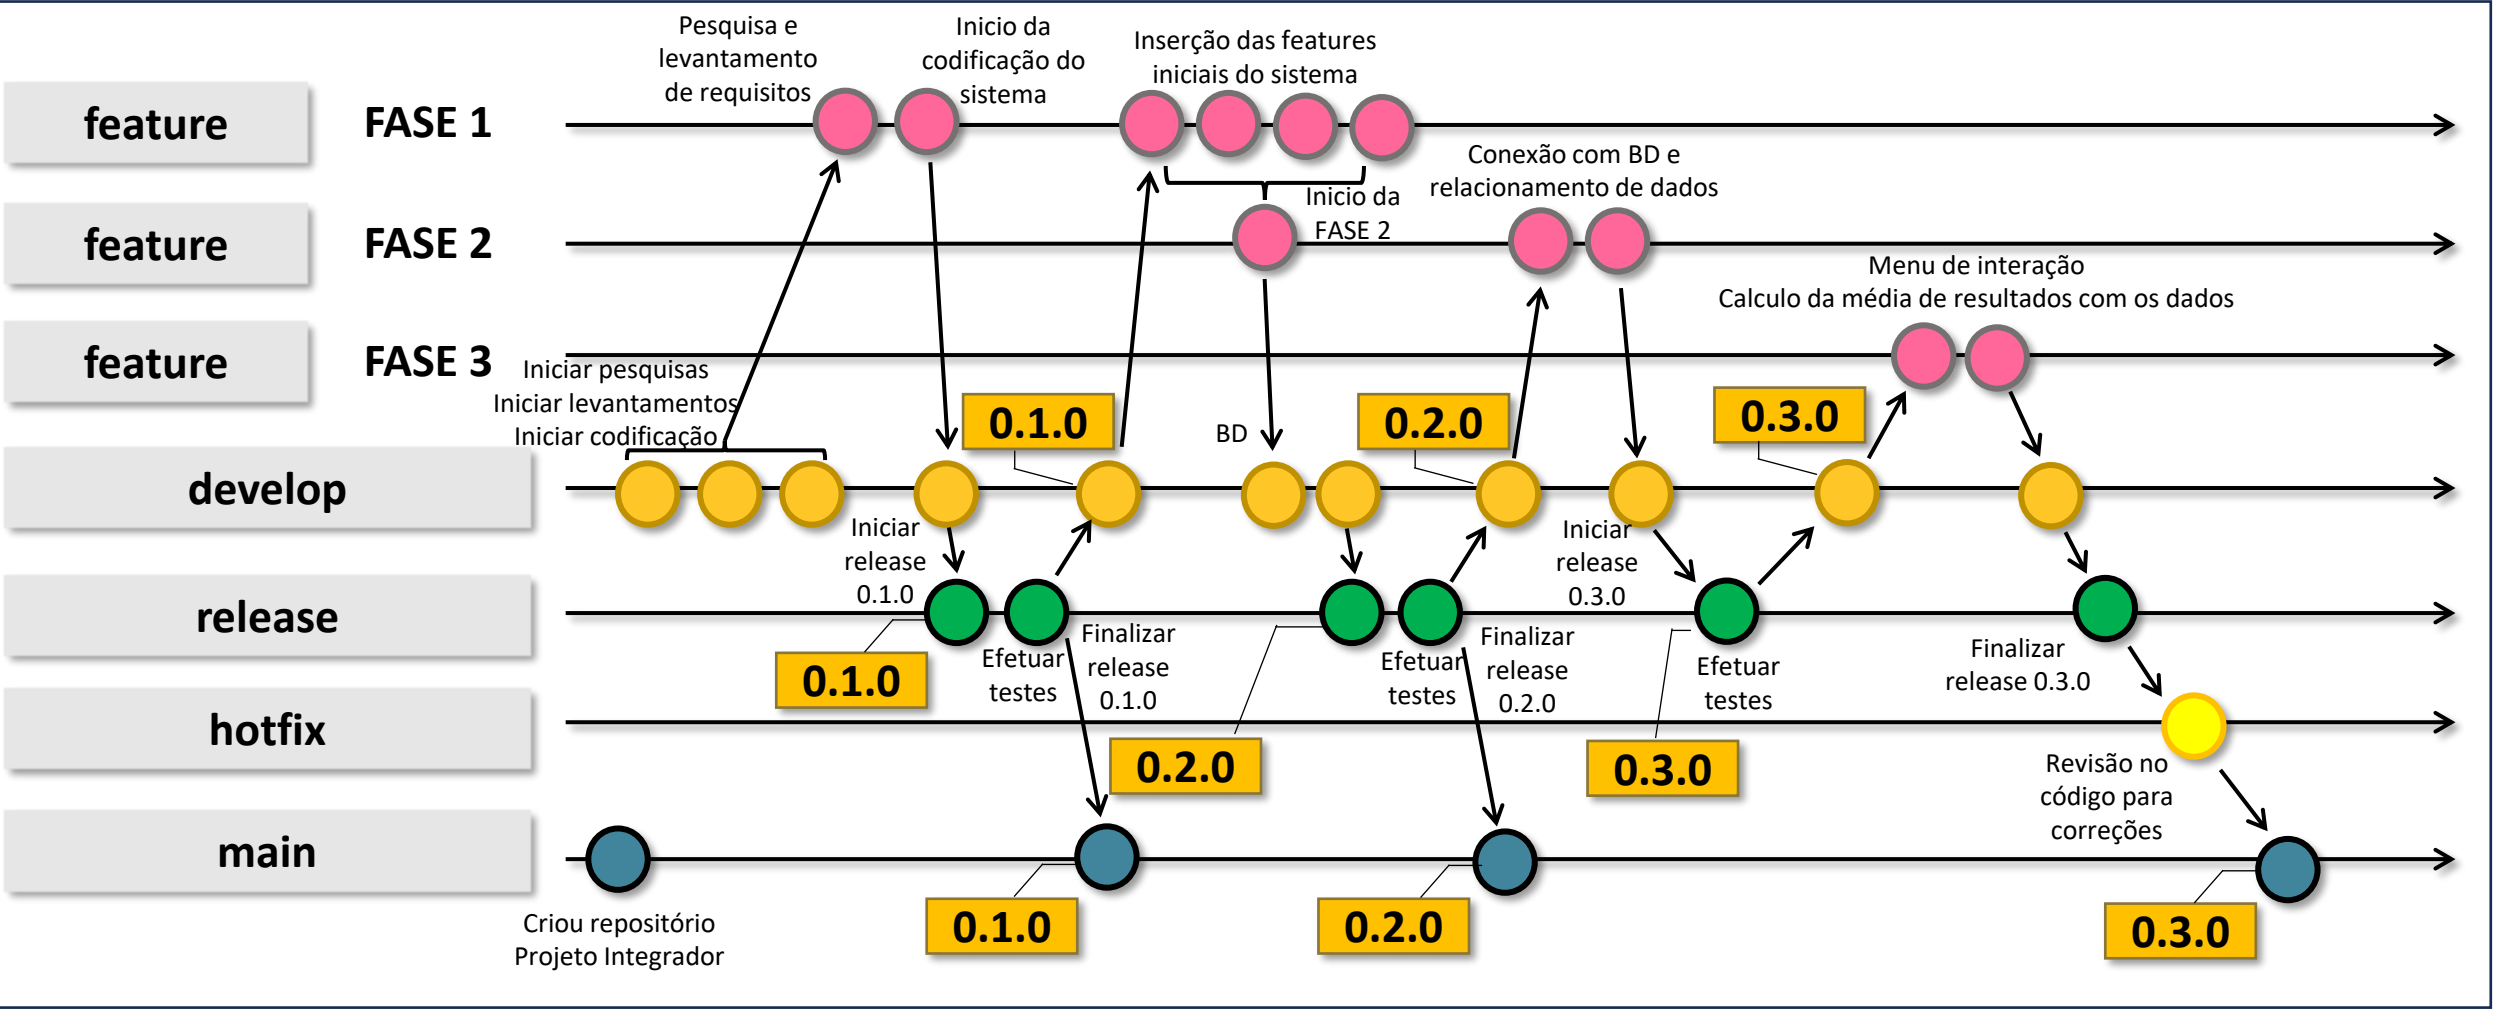 Pesquisa e
levantamento
de requisitos
Inicio da
codificação do
sistema
Inserção das features
iniciais do sistema
feature
FASE 1
Conexão com BD e
relacionamento de dados
Inicio da
FASE 2
feature
FASE 2
Menu de interação
Calculo da média de resultados com os dados
feature
FASE 3
Iniciar pesquisas
Iniciar levantamentos
Iniciar codificação
0.1.0
BD
0.2.0
0.3.0
develop
Iniciar
release
0.1.0
Iniciar
release
0.3.0
release
0.1.0
Efetuar
testes
Finalizar
release
0.1.0
Efetuar
testes
Finalizar
release
0.2.0
Efetuar
testes
Finalizar
release 0.3.0
hotfix
0.2.0
0.3.0
Revisão no
código para
correções
main
Criou repositório
Projeto Integrador
0.1.0
0.2.0
0.3.0